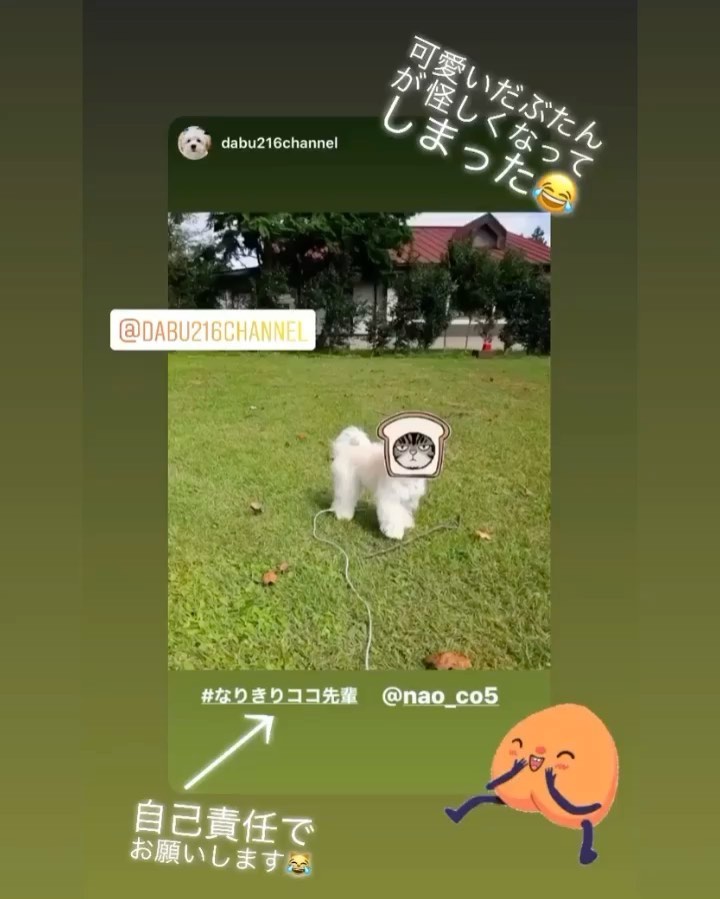 可愛いだぶたん
が怪しくなって
しまった😂
dabu216channel
@DABU216CHANNEL
#なりきりココ先輩 @nao_co5
自己責任で
お願いします😹